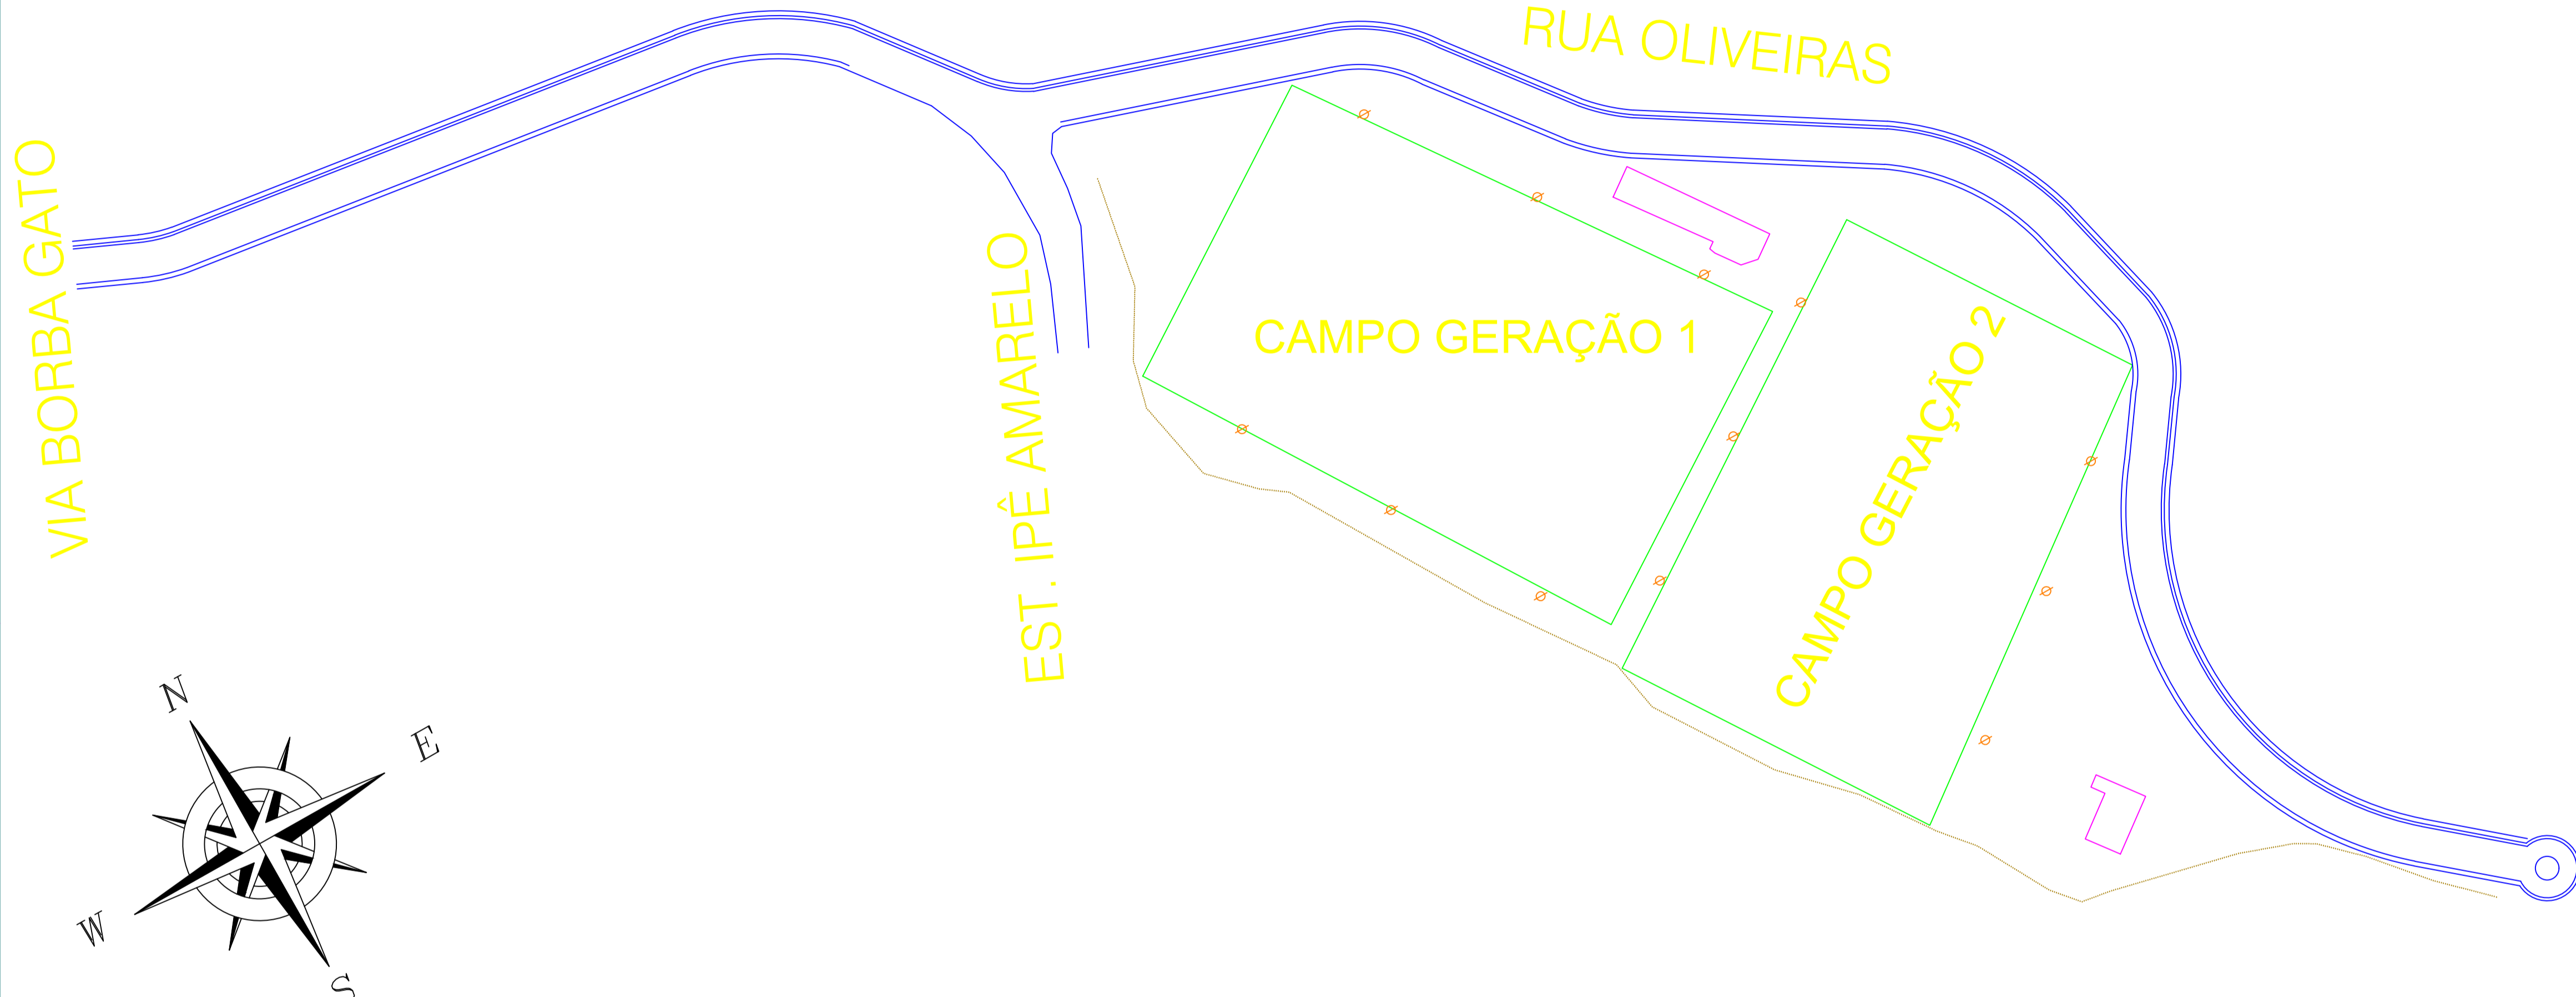 RUA OLIVEIRAS
VIA BORBA GATO
EST. IPÊ AMARELO
CAMPO GERAÇÃO 1
CAMPO GERAÇÃO 2
N
E
W
S